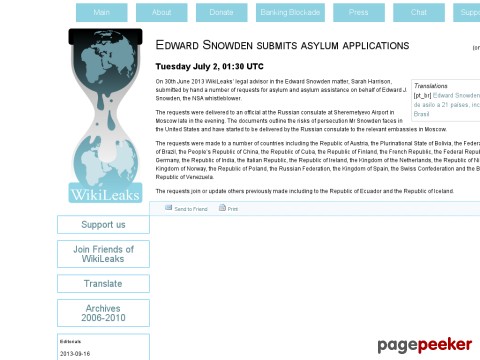 Main
About
Donate
Banking Blockade
Press
Chat
Supp
EDWARD SNOWDEN SUBMITS ASYLUM APPLICATIONS
Tuesday July 2, 01:30 UTC
On 30th June 2013 WikiLeaks' legal advisor in the Edward Snowden matter, Sarah Harrison,
submitted by hand a number of requests for asylum and asylum assistance on behalf of Edward J.
Snowden, the NSA whistleblower.
The requests were delivered to an official at the Russian consulate at Sheremetyevo Airport in
Moscow late in the evening. The documents outline the risks of persecution Mr Snowden faces in
the United States and have started to be delivered by the Russian consulate to the relevant embassies in Moscow.
The requests were made to a number of countries including the Republic of Austria, the Plurinational State of Bolivia, the Federa
of Brazil, the People's Republic of China, the Republic of Cuba, the Republic of Finland, the French Republic, the Federal Repub
Germany, the Republic of India, the Italian Republic, the Republic of Ireland, the Kingdom of the Netherlands, the Republic of Ni
Kingdom of Norway, the Republic of Poland, the Russian Federation, the Kingdom of Spain, the Swiss Confederation and the B
Republic of Venezuela.
The requests join or update others previously made including to the Republic of Ecuador and the Republic of Iceland.
Translations
[pt_br] Edward Snowden
de asilo a 21 países, inc
Brasil
Send to Friend
Print
WikiLeaks
Support us
Join Friends of
WikiLeaks
Translate
Archives
2006-2010
Editorials
2013-09-16
pagepeeker